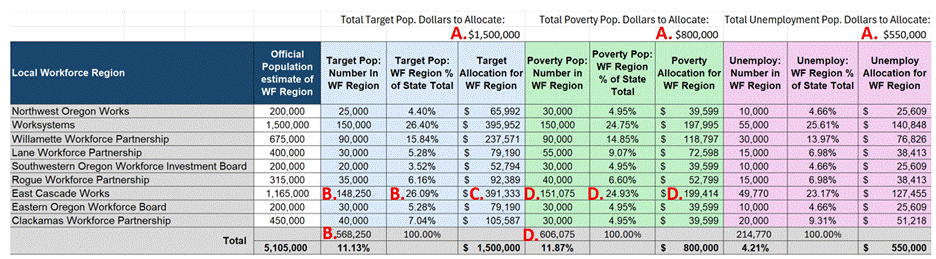 Total Target Pop. Dollars to Allocate: Total Poverty Pop. Dollars to Allocate: Total Unemployment Pop. Dollars to Allocate:
A. $1,500,000 A. $800,000 A. $550,000
Local Workforce Region Official Population estimate of WF Region Target Pop: Number In WF Region Target Pop: WF Region % of State Total Target Allocation for WF Region Poverty Pop: Number in WF Region Poverty Pop: WF Region % of State Total Poverty Allocation for WF Region Unemploy: Number in WF Region Unemploy: WF Region % of State Total Unemploy Allocation for WF Region
Northwest Oregon Works 200,000 25,000 4.40% $ 65,992 30,000 4.95% $ 39,599 10,000 4.66% $ 25,609
Worksystems 1,500,000 150,000 26.40% $ 395,952 150,000 24.75% $ 197,995 55,000 25.61% $ 140,848
Willamette Workforce Partnership 675,000 90,000 15.84% $ 237,571 90,000 14.85% $ 118,797 30,000 13.97% $ 76,826
Lane Workforce Partnership 400,000 30,000 5.28% $ 79,190 55,000 9.07% $ 72,598 15,000 6.98% $ 38,413
Southwestern Oregon Workforce Investment Board 200,000 20,000 3.52% $ 52,794 30,000 4.95% $ 39,599 10,000 4.66% $ 25,609
Rogue Workforce Partnership 315,000 35,000 6.16% $ 92,389 40,000 6.60% $ 52,799 15,000 6.98% $ 38,413
East Cascade Works 1,165,000 B. 148,250 B. 26.09% C. $ 391,333 D. 151,075 D. 24.93% D. $ 199,414 49,770 23.17% $ 127,455
Eastern Oregon Workforce Board 200,000 30,000 5.28% $ 79,190 30,000 4.95% $ 39,599 10,000 4.66% $ 25,609
Clackamas Workforce Partnership 450,000 40,000 7.04% $ 105,587 30,000 4.95% $ 39,599 20,000 9.31% $ 51,218
Total B. 568,250 100.00% D. 606,075 100.00% 214,770 100.00%
5,105,000 11.13% $ 1,500,000 11.87% $ 800,000 4.21% $ 550,000